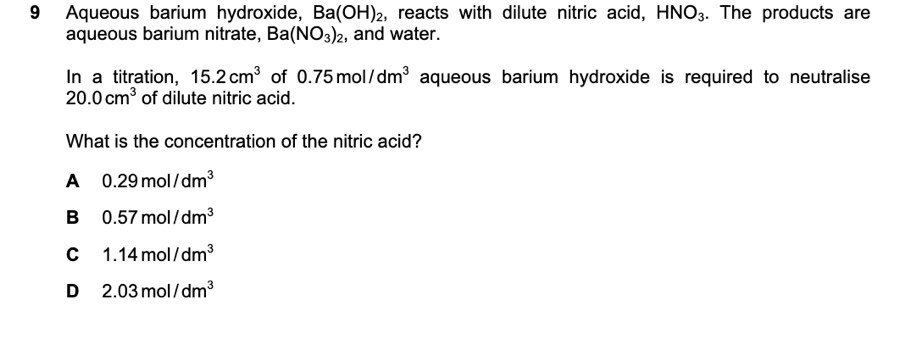 9 Aqueous barium hydroxide, Ba(OH)₂, reacts with dilute nitric acid, HNO₃. The products are
aqueous barium nitrate, Ba(NO₃)₂, and water.
In a titration, 15.2 cm³ of 0.75 mol/dm³ aqueous barium hydroxide is required to neutralise
20.0 cm³ of dilute nitric acid.
What is the concentration of the nitric acid?
A 0.29 mol/dm³
B 0.57 mol/dm³
C 1.14 mol/dm³
D 2.03 mol/dm³